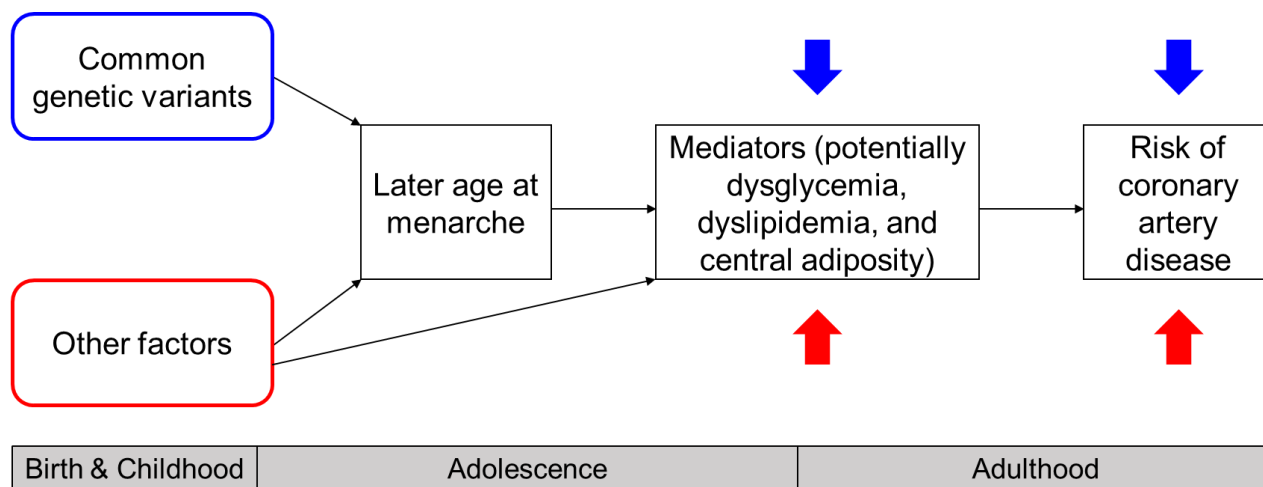 Common
genetic variants
Later age at
menarche
Mediators (potentially
dysglycemia,
dyslipidemia, and
central adiposity)
Risk of
coronary
artery
disease
Other factors
Birth & Childhood
Adolescence
Adulthood